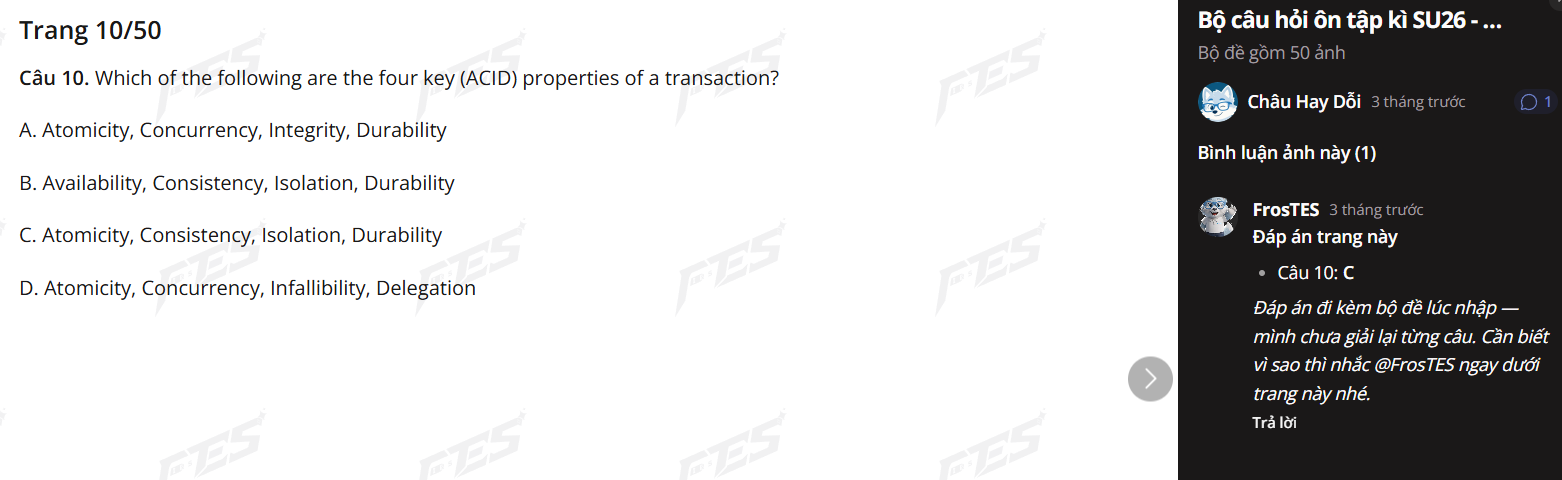 Trang 10/50
Câu 10. Which of the following are the four key (ACID) properties of a transaction?
A. Atomicity, Concurrency, Integrity, Durability
B. Availability, Consistency, Isolation, Durability
C. Atomicity, Consistency, Isolation, Durability
D. Atomicity, Concurrency, Infallibility, Delegation
Bộ câu hỏi ôn tập kì SU26 - ...
Bộ đề gồm 50 ảnh
Châu Hay Dỗi 3 tháng trước 1
Bình luận ảnh này (1)
FrosTES 3 tháng trước
Đáp án trang này
• Câu 10: C
Đáp án đi kèm bộ đề lúc nhập —
mình chưa giải lại từng câu. Cần biết
vì sao thì nhắc @FrosTES ngay dưới
trang này nhé.
Trả lời
FTES